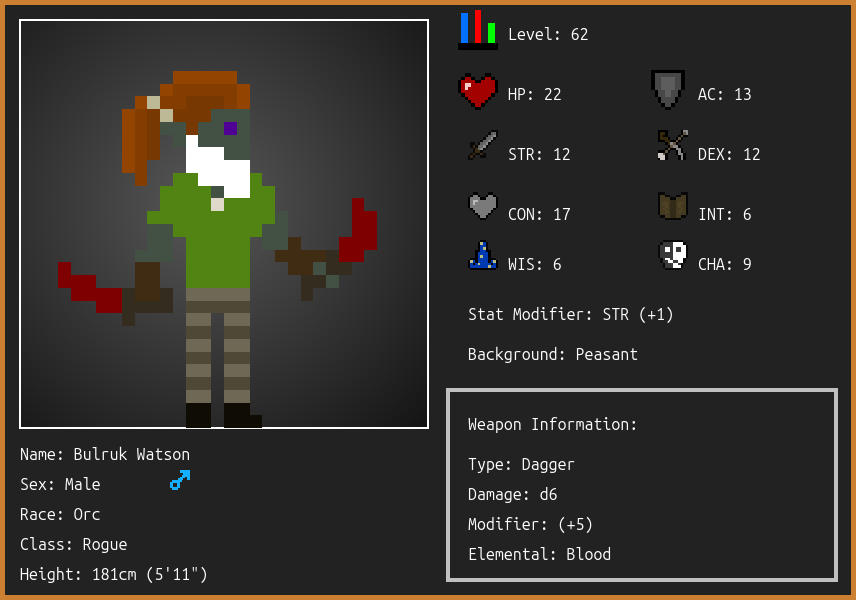 Level: 62
HP: 22
AC: 13
STR: 12
DEX: 12
CON: 17
INT: 6
WIS: 6
CHA: 9
Stat Modifier: STR (+1)
Background: Peasant
Weapon Information:
Type: Dagger
Damage: d6
Modifier: (+5)
Elemental: Blood
Name: Bulruk Watson
Sex: Male
Race: Orc
Class: Rogue
Height: 181cm (5'11")